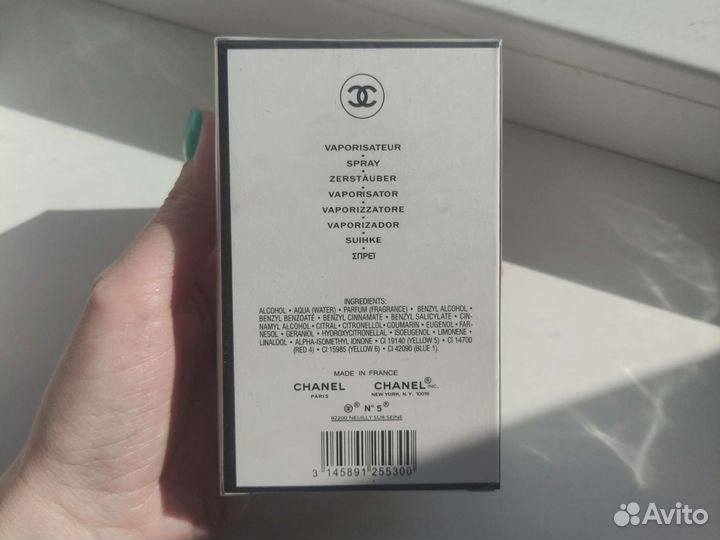 VAPORISATEUR
•
SPRAY
•
ZERSTÄUBER
•
VAPORISATOR
•
VAPORIZZATORE
•
VAPORIZADOR
•
SUIHKE
•
ΣΠΡΕΪ
INGREDIENTS:
ALCOHOL • AQUA (WATER) • PARFUM (FRAGRANCE) • BENZYL ALCOHOL •
BENZYL BENZOATE • BENZYL CINNAMATE • BENZYL SALICYLATE • CIN-
NAMYL ALCOHOL • CITRAL • CITRONELLOL • COUMARIN • EUGENOL • FAR-
NESOL • GERANIOL • HYDROXYCITRONELLAL • ISOEUGENOL • LIMONENE •
LINALOOL • ALPHA-ISOMETHYL IONONE • CI 19140 (YELLOW 5) • CI 14700
(RED 4) • CI 15985 (YELLOW 6) • CI 42090 (BLUE 1).
MADE IN FRANCE
CHANEL CHANEL® INC.
PARIS NEW YORK, N.Y. 10019
® N° 5®
92200 NEUILLY SUR SEINE
3 145891 255300
Avito